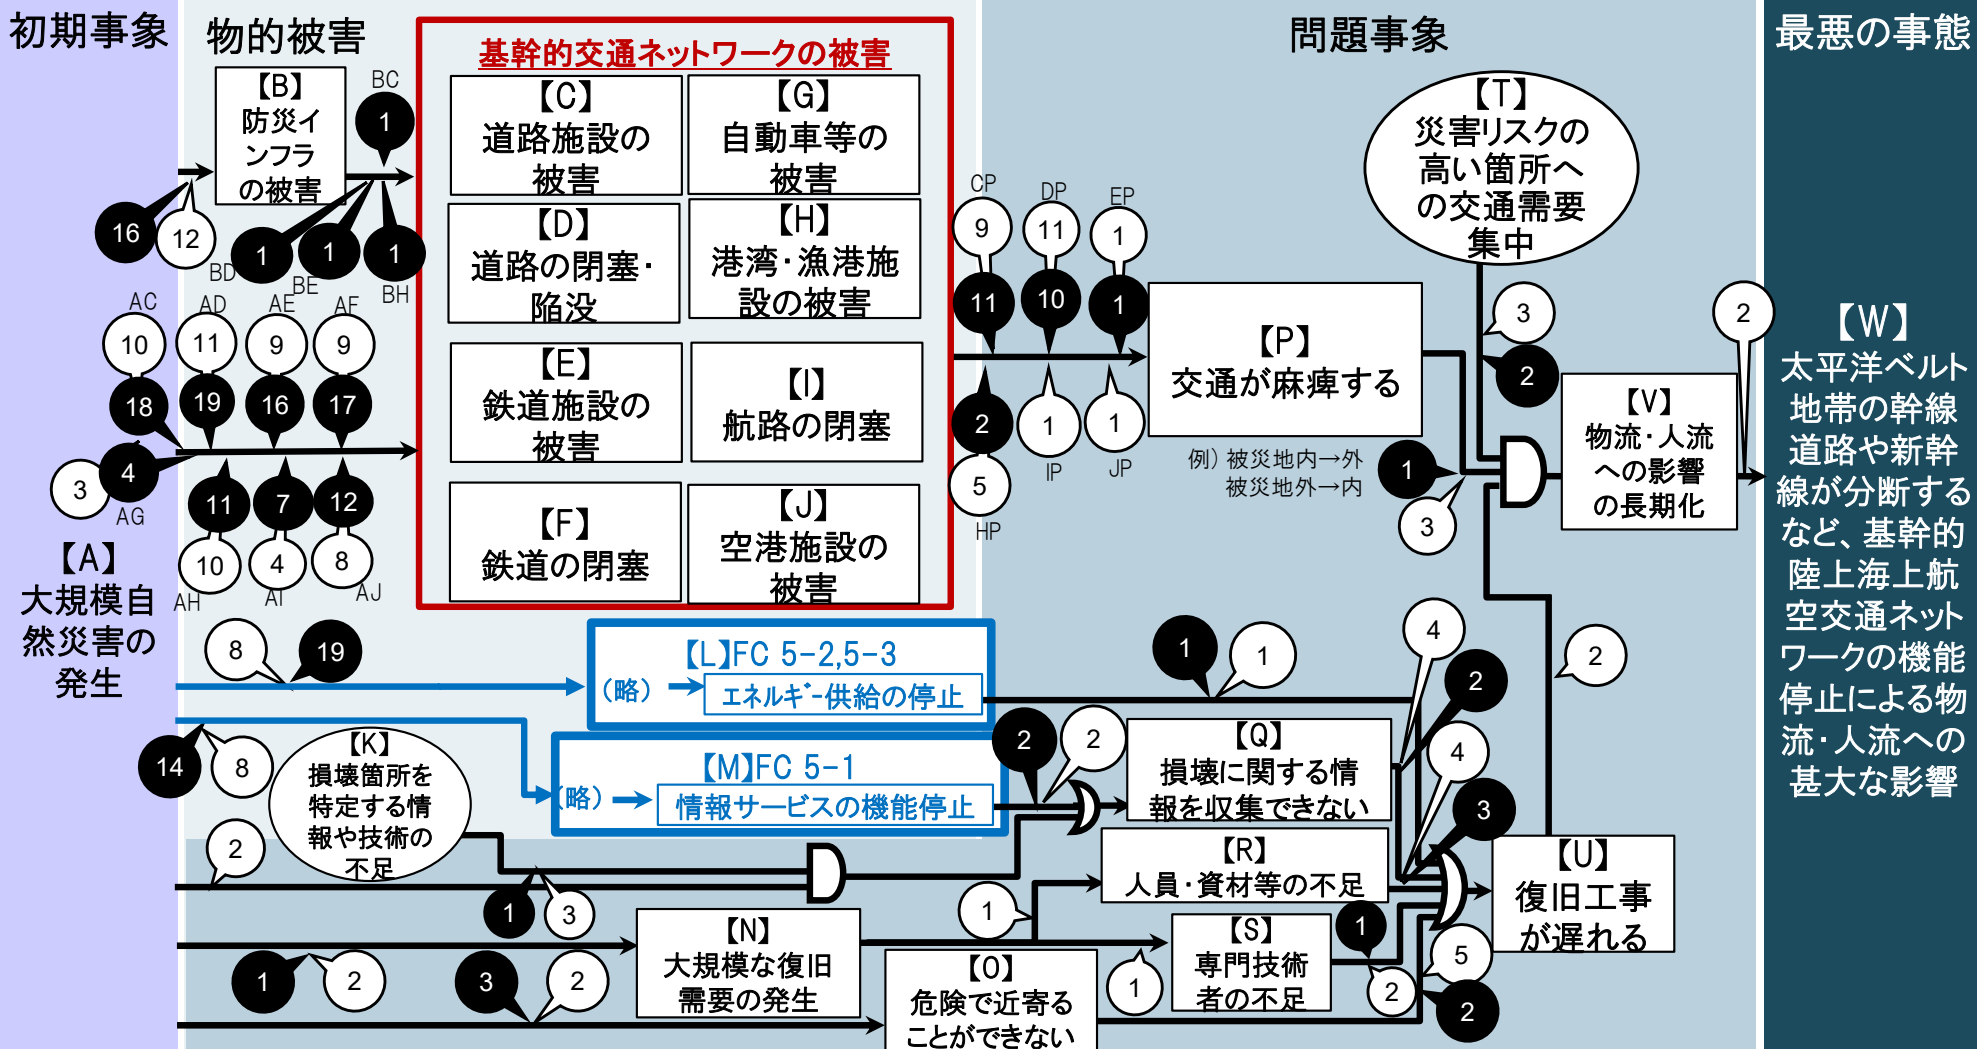 初期事象
物的被害
問題事象
最悪の事態
基幹的交通ネットワークの被害
【B】
防災イ
ンフラ
の被害
BC
1
16
12
1
BD
1
BE
1
BH
【C】
道路施設の
被害
【D】
道路の閉塞・
陥没
【E】
鉄道施設の
被害
【F】
鉄道の閉塞
【G】
自動車等の
被害
【H】
港湾・漁港施
設の被害
【I】
航路の閉塞
【J】
空港施設の
被害
AC
10
18
AD
11
19
AE
9
16
AF
9
17
3
4
AG
11
10
AH
7
4
AI
12
8
AJ
【A】
大規模自
然災害の
発生
CP
9
11
DP
11
10
EP
1
1
2
5
HP
1
IP
1
JP
【P】
交通が麻痺する
例）被災地内→外
被災地外→内
【T】
災害リスクの
高い箇所へ
の交通需要
集中
3
2
1
3
【V】
物流・人流
への影響
の長期化
2
【W】
太平洋ベルト
地帯の幹線
道路や新幹
線が分断する
など、基幹的
陸上海上航
空交通ネット
ワークの機能
停止による物
流・人流への
甚大な影響
8
19
【L】FC 5-2,5-3
（略）
エネルギー供給の停止
1
1
4
2
2
14
8
【K】
損壊箇所を
特定する情
報や技術の
不足
【M】FC 5-1
（略）
情報サービスの機能停止
2
2
【Q】
損壊に関する情
報を収集できない
4
3
2
1
3
【R】
人員・資材等の不足
1
【N】
大規模な復旧
需要の発生
1
2
3
2
【O】
危険で近寄る
ことができない
【S】
専門技術
者の不足
1
1
2
5
2
【U】
復旧工事
が遅れる